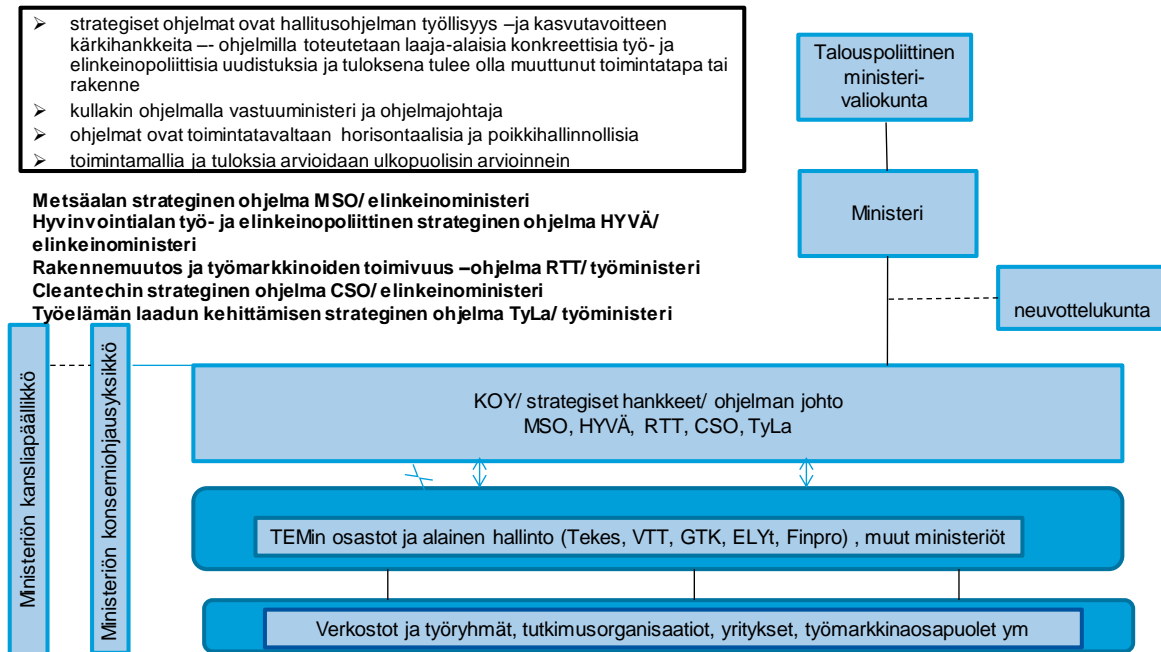 ➢ strategiset ohjelmat ovat hallitusohjelman työllisyys –ja kasvutavoitteen
kärkihankkeita –- ohjelmilla toteutetaan laaja-alaisia konkreettisia työ- ja
elinkeinopoliittisia uudistuksia ja tuloksena tulee olla muuttunut toimintatapa tai
rakenne
➢ kullakin ohjelmalla vastuuministeri ja ohjelmajohtaja
➢ ohjelmat ovat toimintatavaltaan horisontaalisia ja poikkihallinnollisia
➢ toimintamallia ja tuloksia arvioidaan ulkopuolisin arvioinnein
Talouspoliittinen
ministeri-
valiokunta
Metsäalan strateginen ohjelma MSO/ elinkeinoministeri
Hyvinvointialan työ- ja elinkeinopoliittinen strateginen ohjelma HYVÄ/
elinkeinoministeri
Rakennemuutos ja työmarkkinoiden toimivuus –ohjelma RTT/ työministeri
Cleantechin strateginen ohjelma CSO/ elinkeinoministeri
Työelämän laadun kehittämisen strateginen ohjelma TyLa/ työministeri
Ministeri
neuvottelukunta
Ministeriön kansliapäällikkö
Ministeriön konserniohjausyksikkö
KOY/ strategiset hankkeet/ ohjelman johto
MSO, HYVÄ, RTT, CSO, TyLa
TEMin osastot ja alainen hallinto (Tekes, VTT, GTK, ELYt, Finpro) , muut ministeriöt
Verkostot ja työryhmät, tutkimusorganisaatiot, yritykset, työmarkkinaosapuolet ym